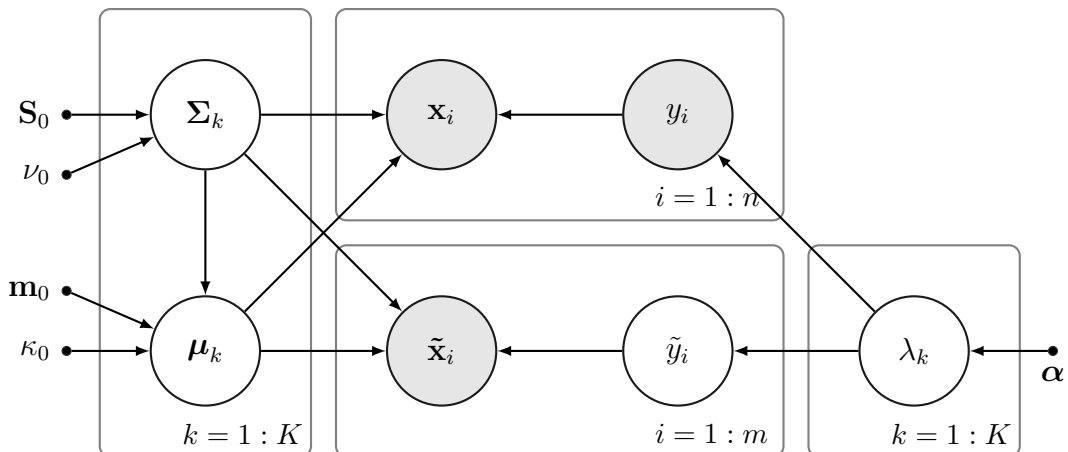 𝐒₀
𝚺ₖ
𝐱ᵢ
yᵢ
ν₀
i = 1 : n
𝐦₀
κ₀
𝝁ₖ
𝐱̃ᵢ
ỹᵢ
λₖ
𝜶
k = 1 : K
i = 1 : m
k = 1 : K